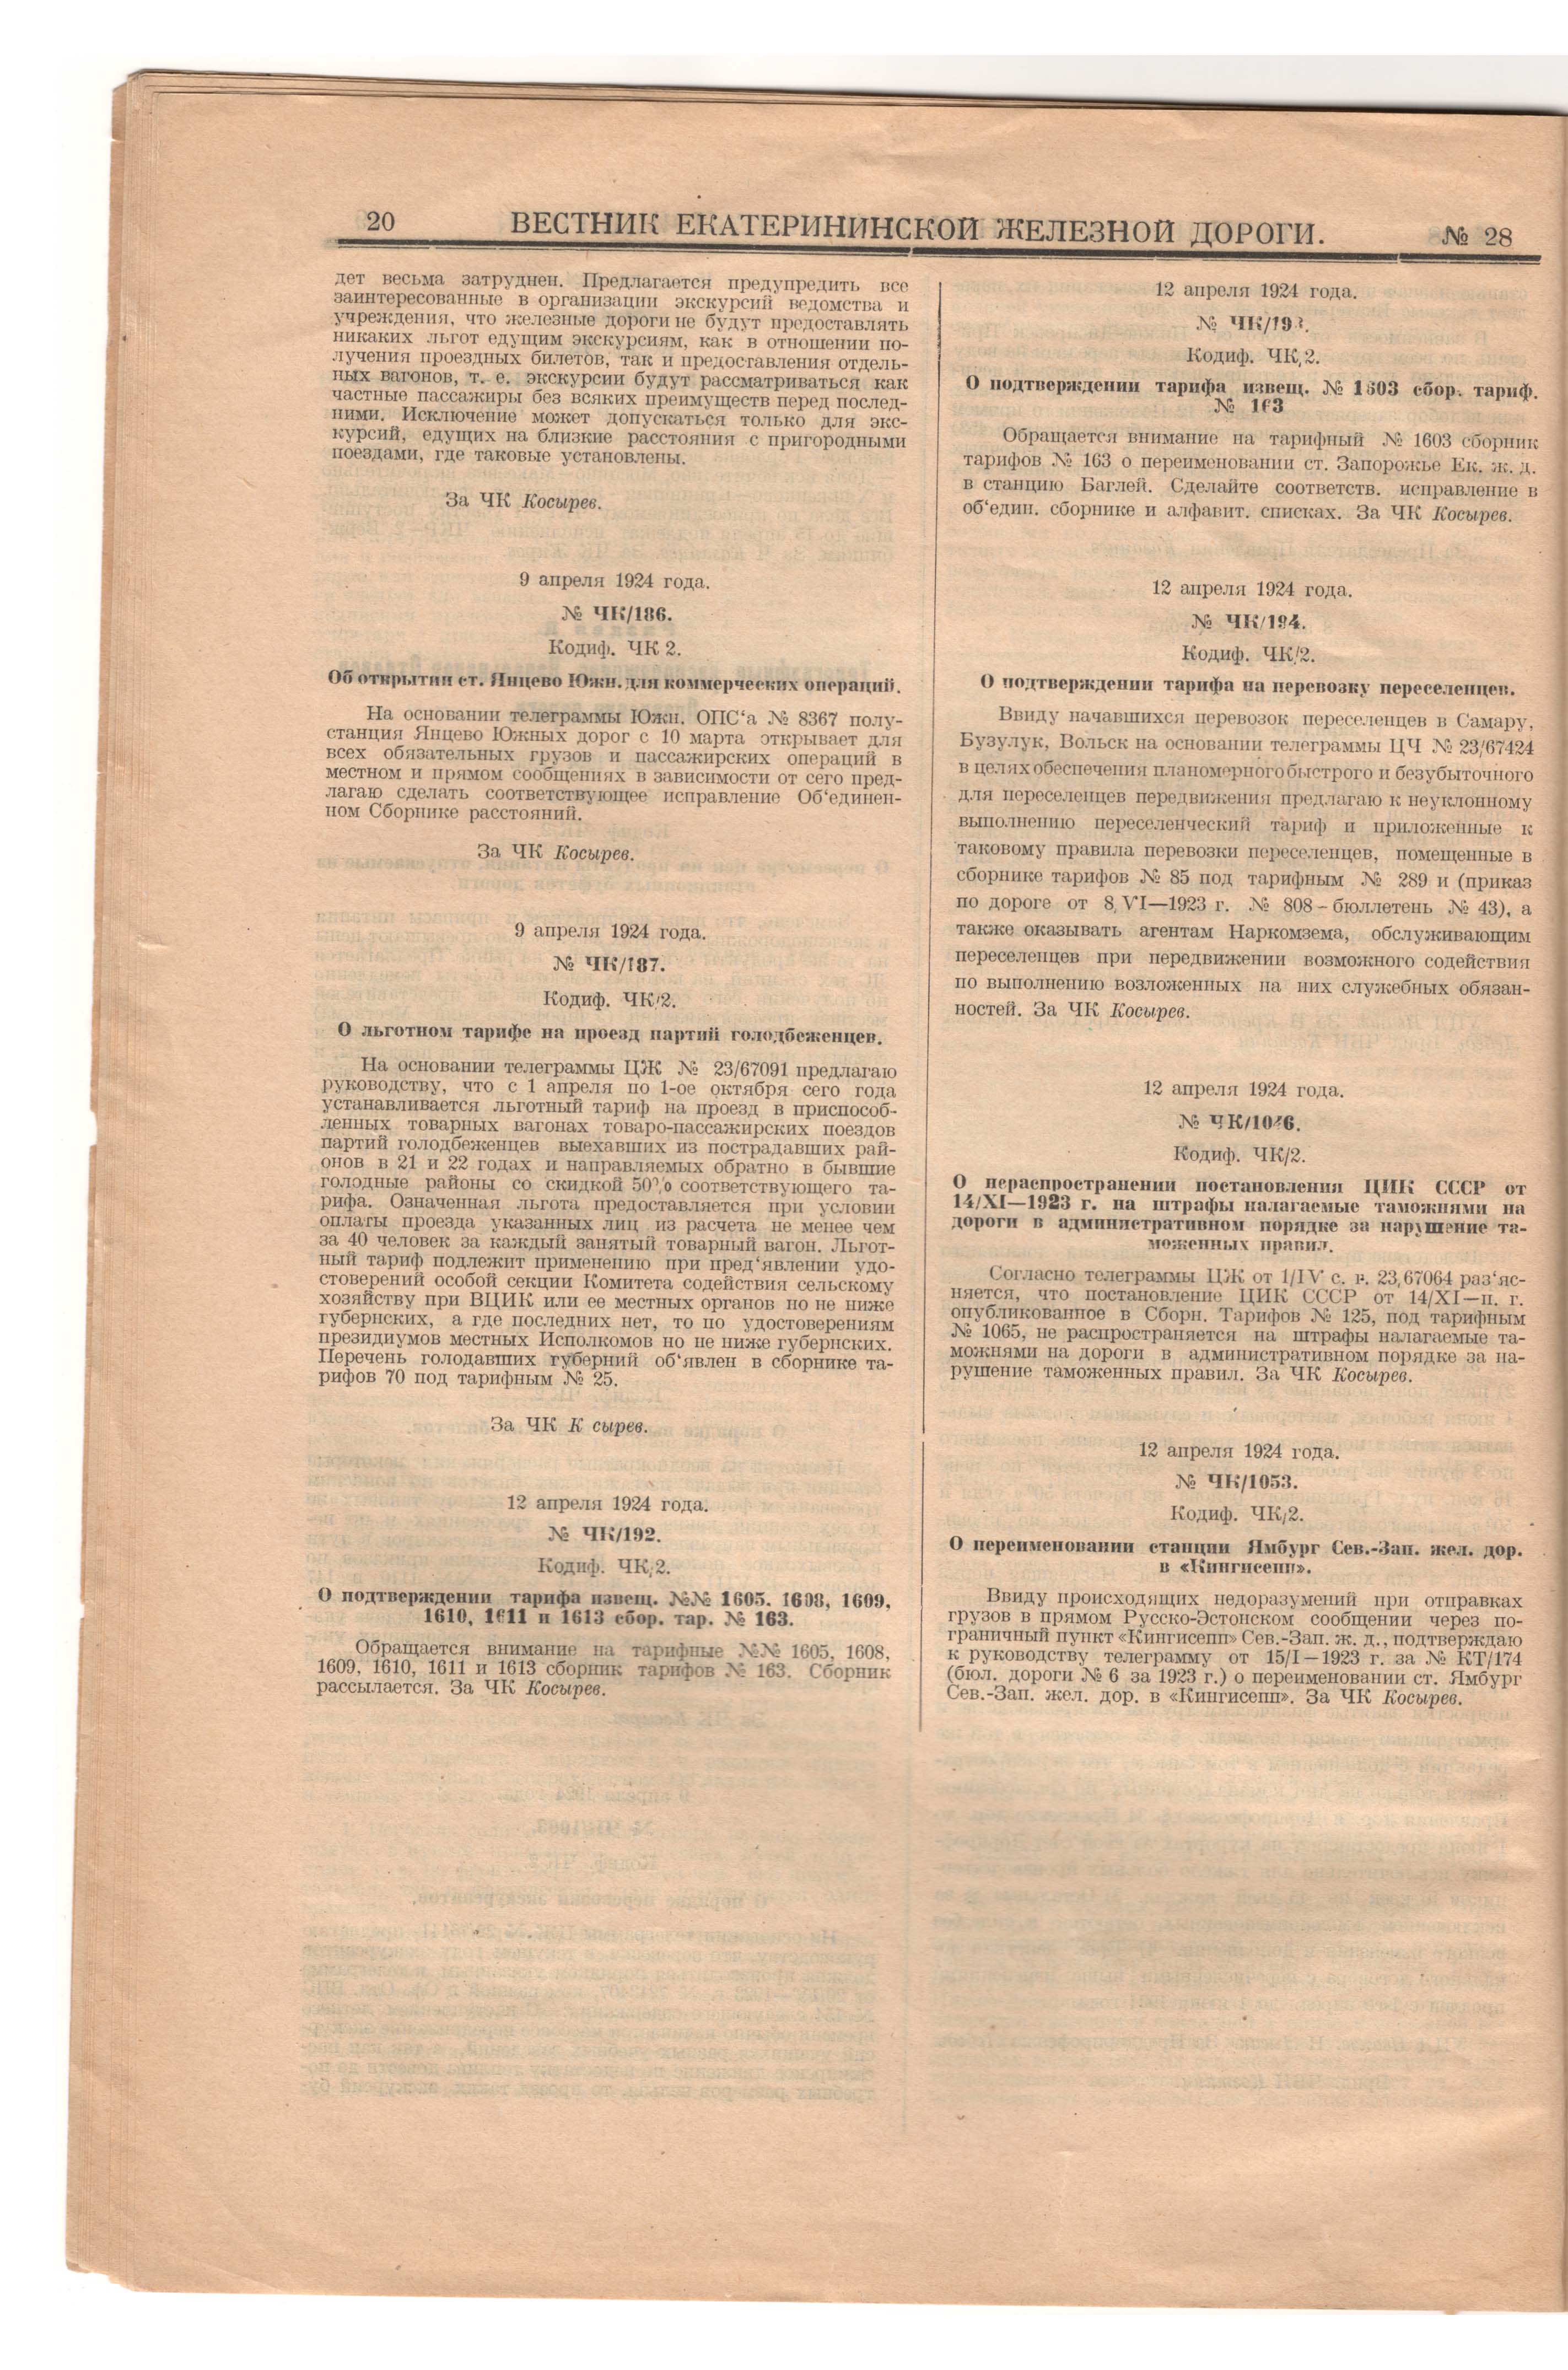 20
ВЕСТНИК ЕКАТЕРИНИНСКОЙ ЖЕЛЕЗНОЙ ДОРОГИ.
№ 28
дет весьма затруднен. Предлагается предупредить все
заинтересованные в организации экскурсий ведомства и
учреждения, что железные дороги не будут предоставлять
никаких льгот едущим экскурсиям, как в отношении по-
лучения проездных билетов, так и предоставления отдель-
ных вагонов, т. е. экскурсии будут рассматриваться как
частные пассажиры без всяких преимуществ перед послед-
ними. Исключение может допускаться только для экс-
курсий, едущих на близкие расстояния с пригородными
поездами, где таковые установлены.
За ЧК Косырев.
9 апреля 1924 года.
№ ЧК/186.
Кодиф. ЧК 2.
Об открытии ст. Янцево Южн. для коммерческих операций.
На основании телеграммы Южн. ОПС‘а № 8367 полу-
станция Янцево Южных дорог с 10 марта открывает для
всех обязательных грузов и пассажирских операций в
местном и прямом сообщениях в зависимости от сего пред-
лагаю сделать соответствующее исправление Об‘единен-
ном Сборнике расстояний.
За ЧК Косырев.
9 апреля 1924 года.
№ ЧК/187.
Кодиф. ЧК/2.
О льготном тарифе на проезд партий голодбеженцев.
На основании телеграммы ЦЖ № 23/67091 предлагаю
руководству, что с 1 апреля по 1-ое октября сего года
устанавливается льготный тариф на проезд в приспособ-
ленных товарных вагонах товаро-пассажирских поездов
партий голодбеженцев выехавших из пострадавших рай-
онов в 21 и 22 годах и направляемых обратно в бывшие
голодные районы со скидкой 50% соответствующего та-
рифа. Означенная льгота предоставляется при условии
оплаты проезда указанных лиц из расчета не менее чем
за 40 человек за каждый занятый товарный вагон. Льгот-
ный тариф подлежит применению при пред‘явлении удо-
стоверений особой секции Комитета содействия сельскому
хозяйству при ВЦИК или ее местных органов но не ниже
губернских, а где последних нет, то по удостоверениям
президиумов местных Исполкомов но не ниже губернских.
Перечень голодавших губерний об‘явлен в сборнике та-
рифов 70 под тарифным № 25.
За ЧК К сырев.
12 апреля 1924 года.
№ ЧК/192.
Кодиф. ЧК/2.
О подтверждении тарифа извещ. №№ 1605. 1608, 1609,
1610, 1611 и 1613 сбор. тар. № 163.
Обращается внимание на тарифные №№ 1605, 1608,
1609, 1610, 1611 и 1613 сборник тарифов № 163. Сборник
рассылается. За ЧК Косырев.
12 апреля 1924 года.
№ ЧК/193.
Кодиф. ЧК/2.
О подтверждении тарифа извещ. № 1603 сбор. тариф.
№ 163
Обращается внимание на тарифный № 1603 сборник
тарифов № 163 о переименовании ст. Запорожье Ек. ж. д.
в станцию Баглей. Сделайте соответств. исправление в
об‘един. сборнике и алфавит. списках. За ЧК Косырев.
12 апреля 1924 года.
№ ЧК/194.
Кодиф. ЧК/2.
О подтверждении тарифа на перевозку переселенцев.
Ввиду начавшихся перевозок переселенцев в Самару,
Бузулук, Вольск на основании телеграммы ЦЧ № 23/67424
в целях обеспечения планомерного быстрого и безубыточного
для переселенцев передвижения предлагаю к неуклонному
выполнению переселенческий тариф и приложенные к
таковому правила перевозки переселенцев, помещенные в
сборнике тарифов № 85 под тарифным № 289 и (приказ
по дороге от 8/VI—1923 г. № 808 – бюллетень № 43), а
также оказывать агентам Наркомзема, обслуживающим
переселенцев при передвижении возможного содействия
по выполнению возложенных на них служебных обязан-
ностей. За ЧК Косырев.
12 апреля 1924 года.
Кодиф. ЧК/2.
О нераспространении постановления ЦИК СССР от
14/XI—1923 г. на штрафы налагаемые таможнями на
дороги в административном порядке за нарушение та-
моженных правил.
Согласно телеграммы ЦЖ от 1/IV с. г. 23/67064 раз‘яс-
няется, что постановление ЦИК СССР от 14/XI—п. г.
опубликованное в Сборн. Тарифов № 125, под тарифным
№ 1065, не распространяется на штрафы налагаемые та-
можнями на дороги в административном порядке за на-
рушение таможенных правил. За ЧК Косырев.
12 апреля 1924 года.
№ ЧК/1053.
Кодиф. ЧК/2.
О переименовании станции Ямбург Сев.-Зап. жел. дор.
в «Кингисепп».
Ввиду происходящих недоразумений при отправках
грузов в прямом Русско-Эстонском сообщении через по-
граничный пункт «Кингисепп» Сев.-Зап. ж. д., подтверждаю
к руководству телеграмму от 15/I—1923 г. за № КТ/174
(бюл. дороги № 6 за 1923 г.) о переименовании ст. Ямбург
Сев.-Зап. жел. дор. в «Кингисепп». За ЧК Косырев.